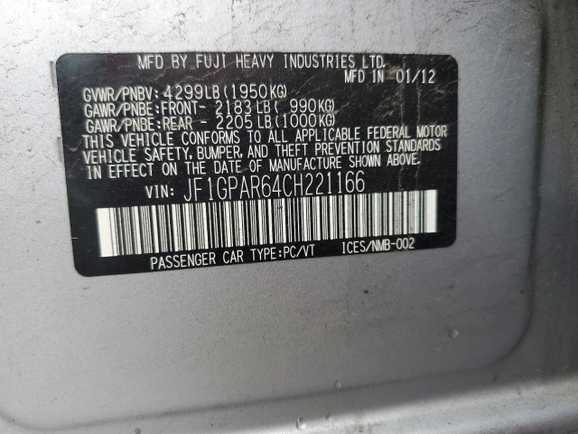 MFD BY FUJI HEAVY INDUSTRIES LTD.
MFD IN 01/12
GVWR/PNBV: 4299LB(1950KG)
GAWR/PNBE:FRONT- 2183LB( 990KG)
GAWR/PNBE:REAR - 2205LB(1000KG)
THIS VEHICLE CONFORMS TO ALL APPLICABLE FEDERAL MOTOR
VEHICLE SAFETY, BUMPER, AND THEFT PREVENTION STANDARDS
IN EFFECT ON THE DATE OF MANUFACTURE SHOWN ABOVE.
VIN: JF1GPAR64CH221166
PASSENGER CAR TYPE:PC/VT ICES/NMB-002